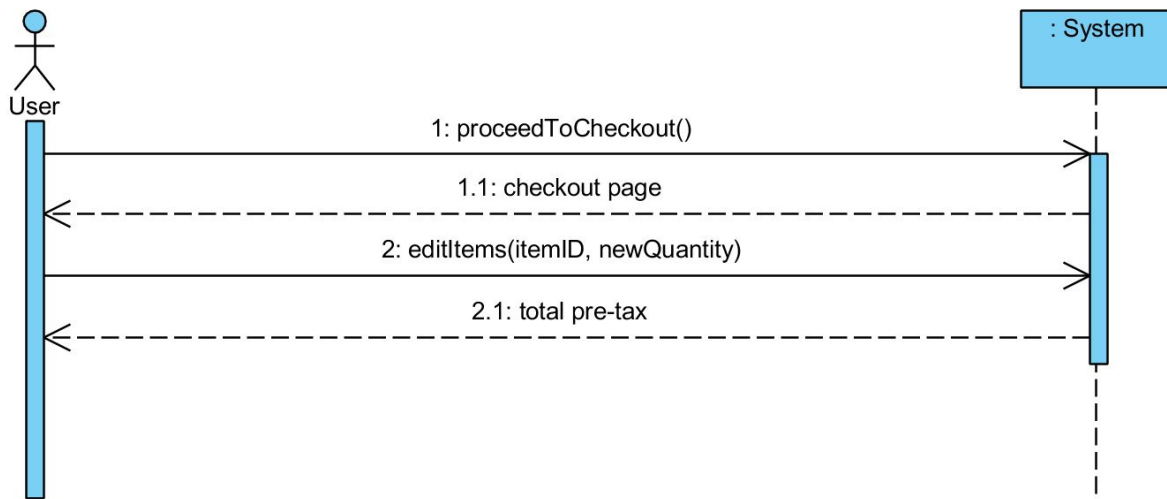 : System
User
1: proceedToCheckout()
1.1: checkout page
2: editItems(itemID, newQuantity)
2.1: total pre-tax